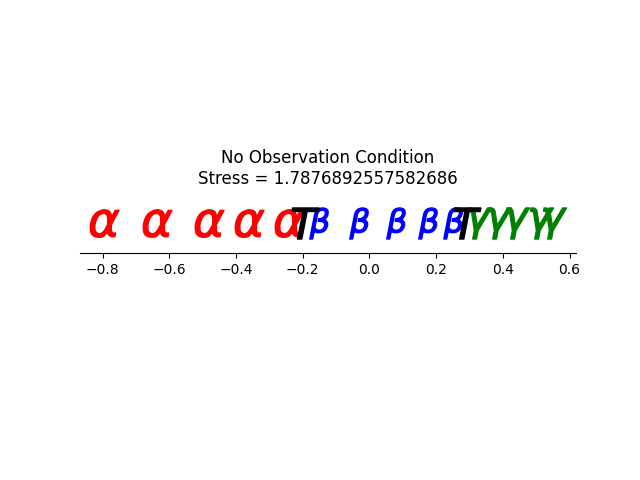 No Observation Condition
Stress = 1.7876892557582686
α α α α α T β β β β β T γ γ γ γ γ
−0.8 −0.6 −0.4 −0.2 0.0 0.2 0.4 0.6